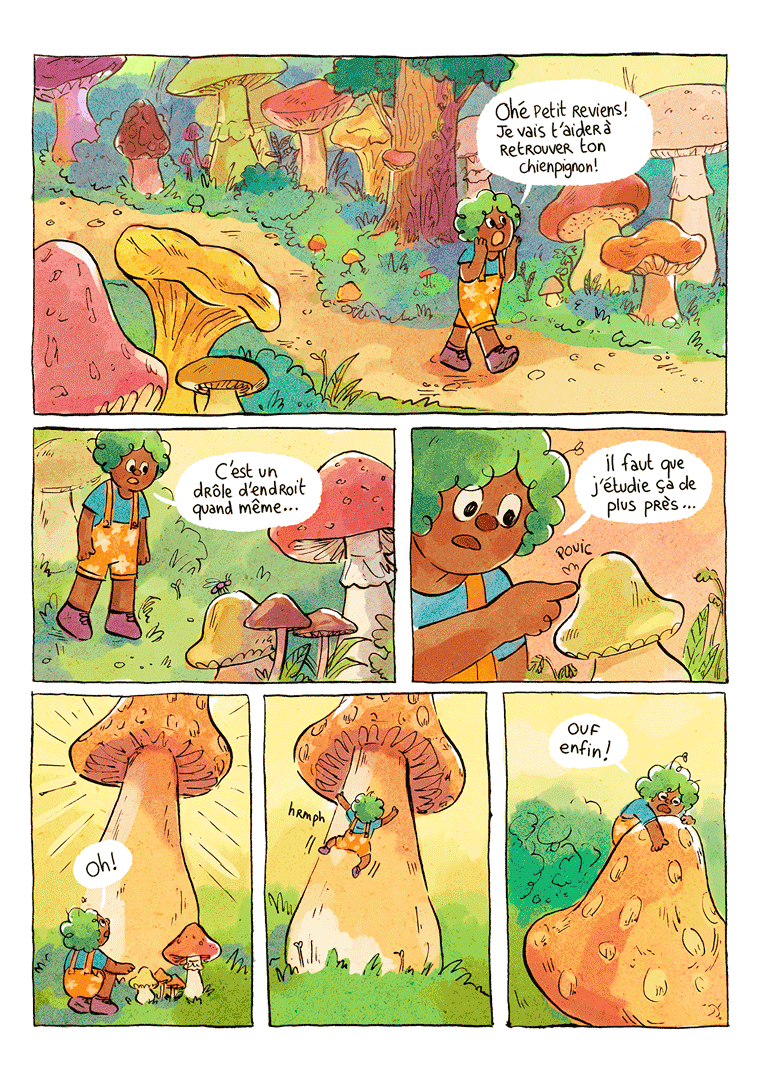 Ohé Petit Reviens!
Je vais t'aider à
Retrouver ton
chienpignon!
C'est un
drôle d'endroit
quand même...
il faut que
j'étudie ça de
plus près...
POUIC
Oh!
hRmph
OUF
enfin!